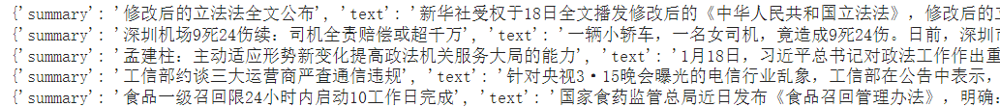 {'summary': '修改后的立法法全文公布', 'text': '新华社受权于18日全文播发修改后的《中华人民共和国立法法》，修改后的立
{'summary': '深圳机场9死24伤续：司机全责赔偿或超千万', 'text': '一辆小轿车，一名女司机，竟造成9死24伤。日前，深圳市
{'summary': '孟建柱：主动适应形势新变化提高政法机关服务大局的能力', 'text': '1月18日，习近平总书记对政法工作作出重
{'summary': '工信部约谈三大运营商严查通信违规', 'text': '针对央视3·15晚会曝光的电信行业乱象，工信部在公告中表示，
{'summary': '食品一级召回限24小时内启动10工作日完成', 'text': '国家食药监管总局近日发布《食品召回管理办法》，明确